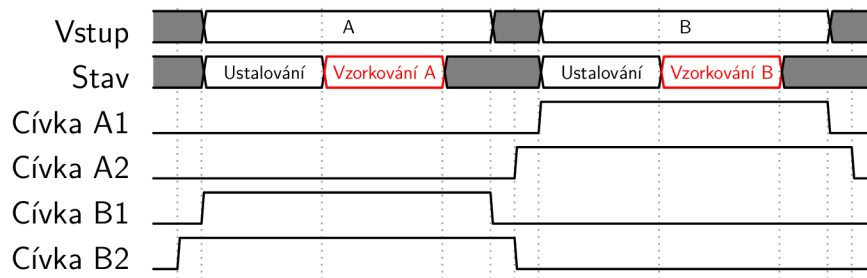 Vstup A B
Stav Ustalování Vzorkování A Ustalování Vzorkování B
Cívka A1
Cívka A2
Cívka B1
Cívka B2